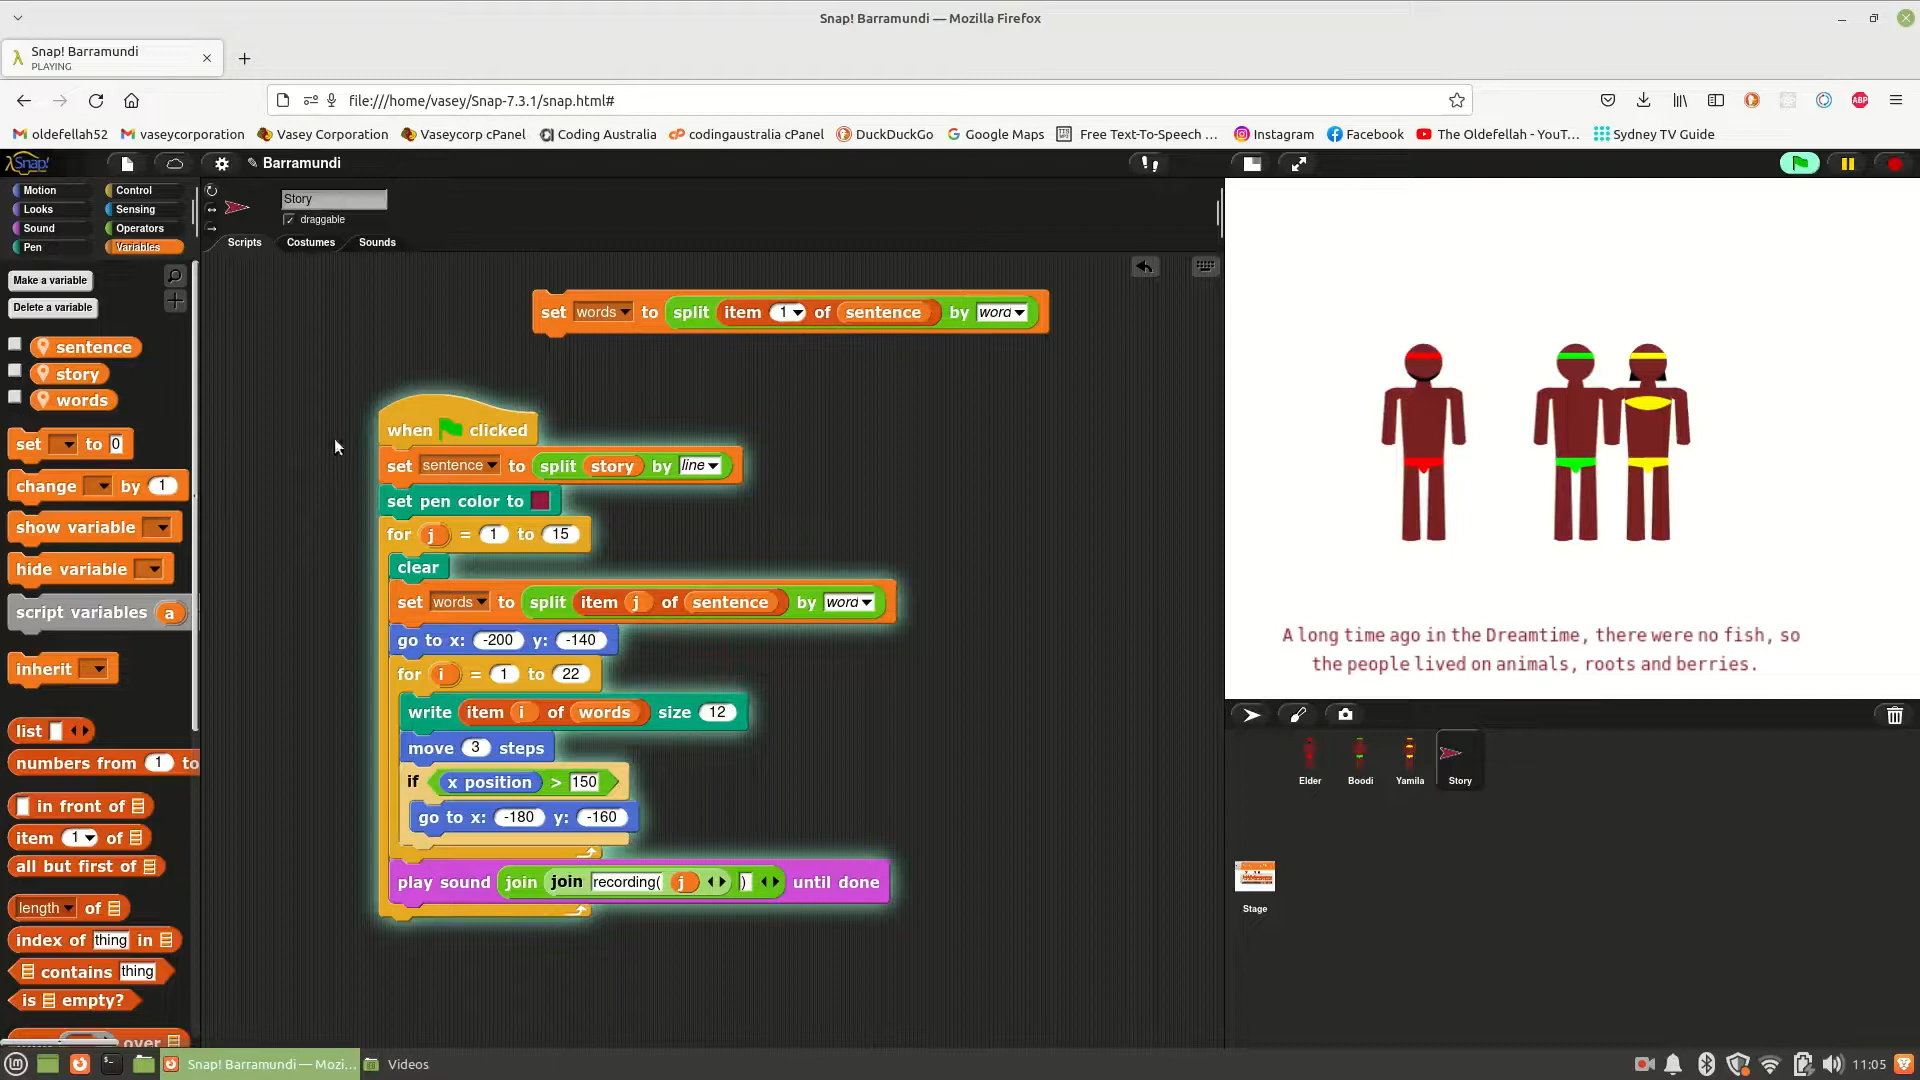 Snap! Barramundi — Mozilla Firefox
Snap! Barramundi
PLAYING
file:///home/vasey/Snap-7.3.1/snap.html#
oldefellah52
vaseycorporation
Vasey Corporation
Vaseycorp cPanel
Coding Australia
codingaustralia cPanel
DuckDuckGo
Google Maps
Free Text-To-Speech ...
Instagram
Facebook
The Oldefellah - YouT...
Sydney TV Guide
Snap!
Barramundi
Motion
Control
Looks
Sensing
Sound
Operators
Pen
Variables
Story
draggable
Scripts
Costumes
Sounds
Make a variable
Delete a variable
sentence
story
words
set to 0
change by 1
show variable
hide variable
script variables a
inherit
list
numbers from 1 to
in front of
item 1 of
all but first of
length of
index of thing in
contains thing
is empty?
over
set words to split item 1 of sentence by word
when clicked
set sentence to split story by line
set pen color to
for j = 1 to 15
clear
set words to split item j of sentence by word
go to x: -200 y: -140
for i = 1 to 22
write item i of words size 12
move 3 steps
if x position > 150
go to x: -180 y: -160
play sound join join recording( j ) until done
A long time ago in the Dreamtime, there were no fish, so
the people lived on animals, roots and berries.
Elder
Boodi
Yamila
Story
Stage
Snap! Barramundi — Mozi...
Videos
11:05